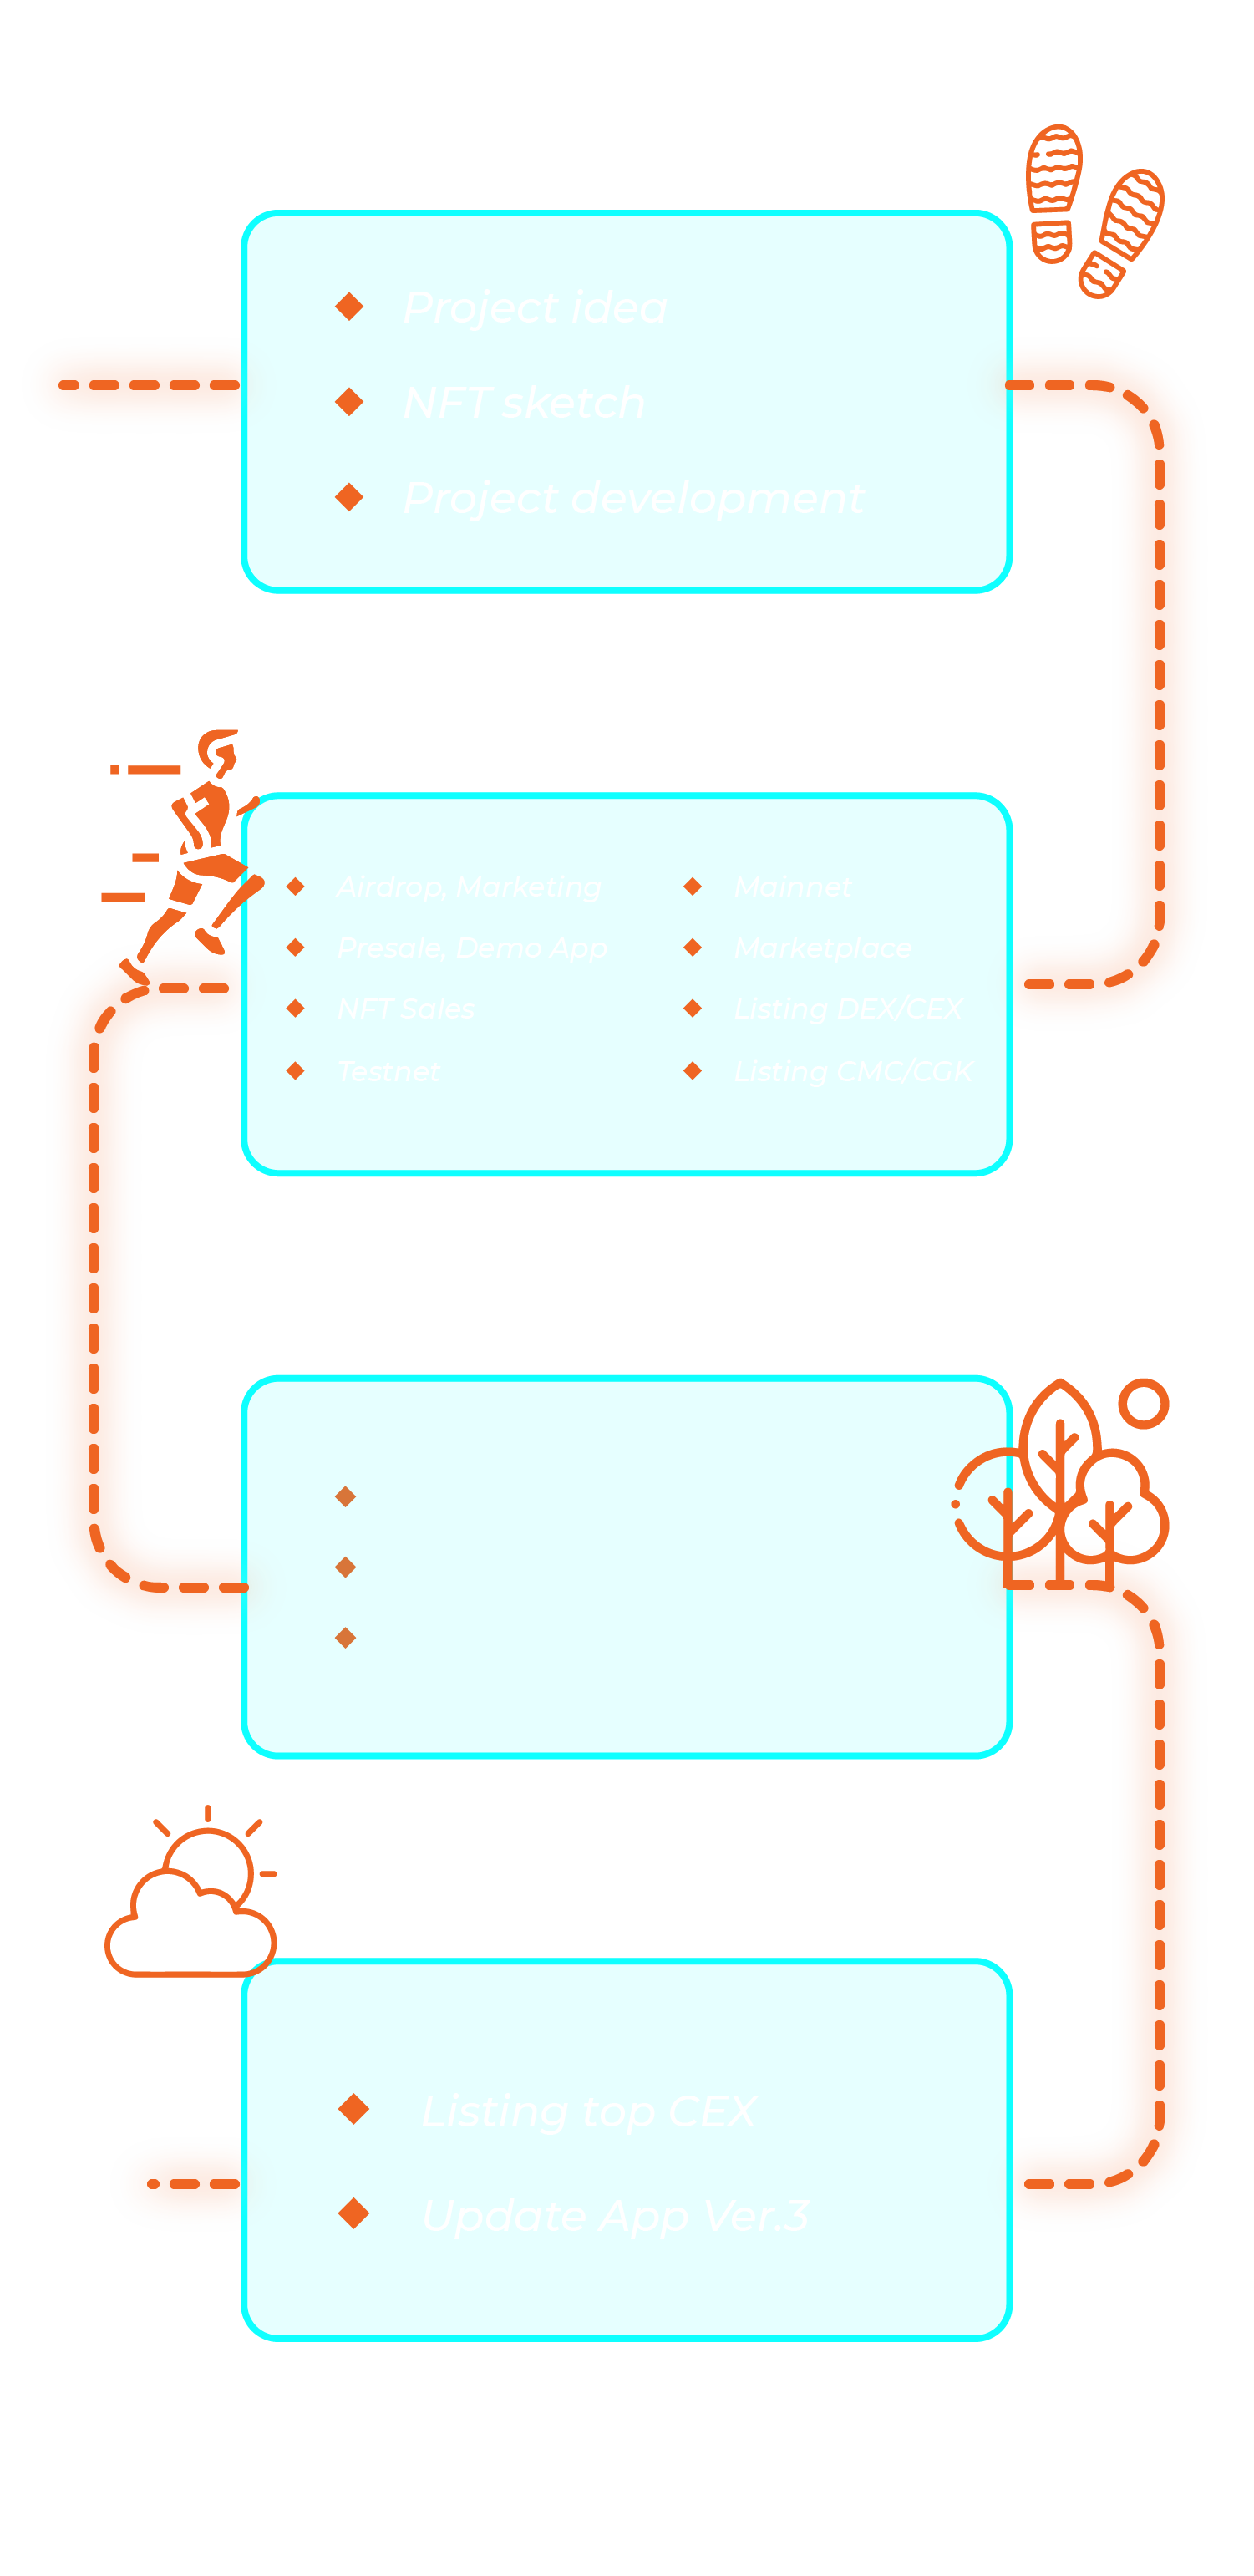 Project idea
NFT sketch
Project development
Airdrop, Marketing
Presale, Demo App
NFT Sales
Testnet
Mainnet
Marketplace
Listing DEX/CEX
Listing CMC/CGK
Listing top CEX
Update App Ver.3